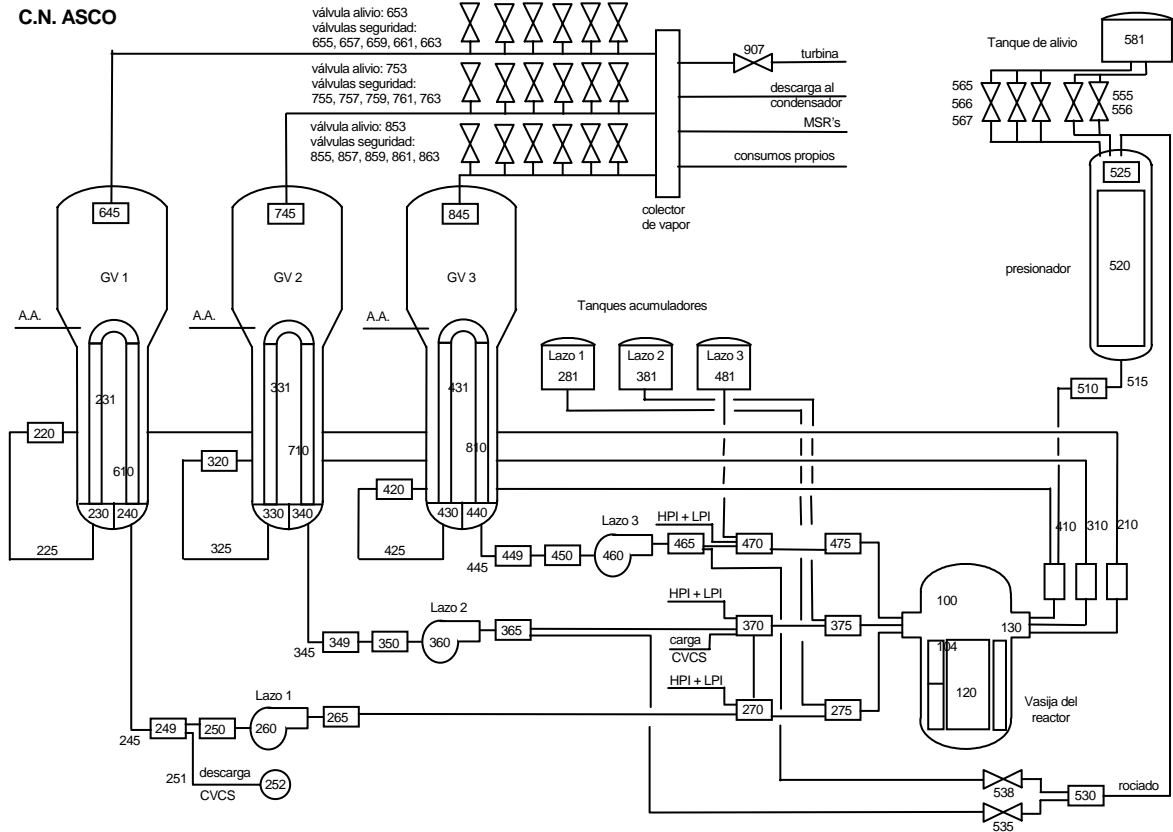 C.N. ASCO
válvula alivio: 653
válvulas seguridad:
655, 657, 659, 661, 663
válvula alivio: 753
válvulas seguridad:
755, 757, 759, 761, 763
válvula alivio: 853
válvulas seguridad:
855, 857, 859, 861, 863
907
turbina
descarga al
condensador
MSR's
consumos propios
colector
de vapor
Tanque de alivio
581
565
566
567
555
556
525
520
presionador
510
515
645
745
845
GV 1
GV 2
GV 3
A.A.
A.A.
A.A.
Tanques acumuladores
Lazo 1
281
Lazo 2
381
Lazo 3
481
231
331
431
220
320
420
610
710
810
230
240
330
340
430
440
225
325
425
410
310
210
445
449
450
Lazo 3
460
HPI + LPI
465
470
475
345
349
350
Lazo 2
360
365
HPI + LPI
370
375
carga
CVCS
HPI + LPI
245
249
250
Lazo 1
260
265
270
275
251
descarga
CVCS
252
100
130
104
120
Vasija del
reactor
538
535
530
rociado